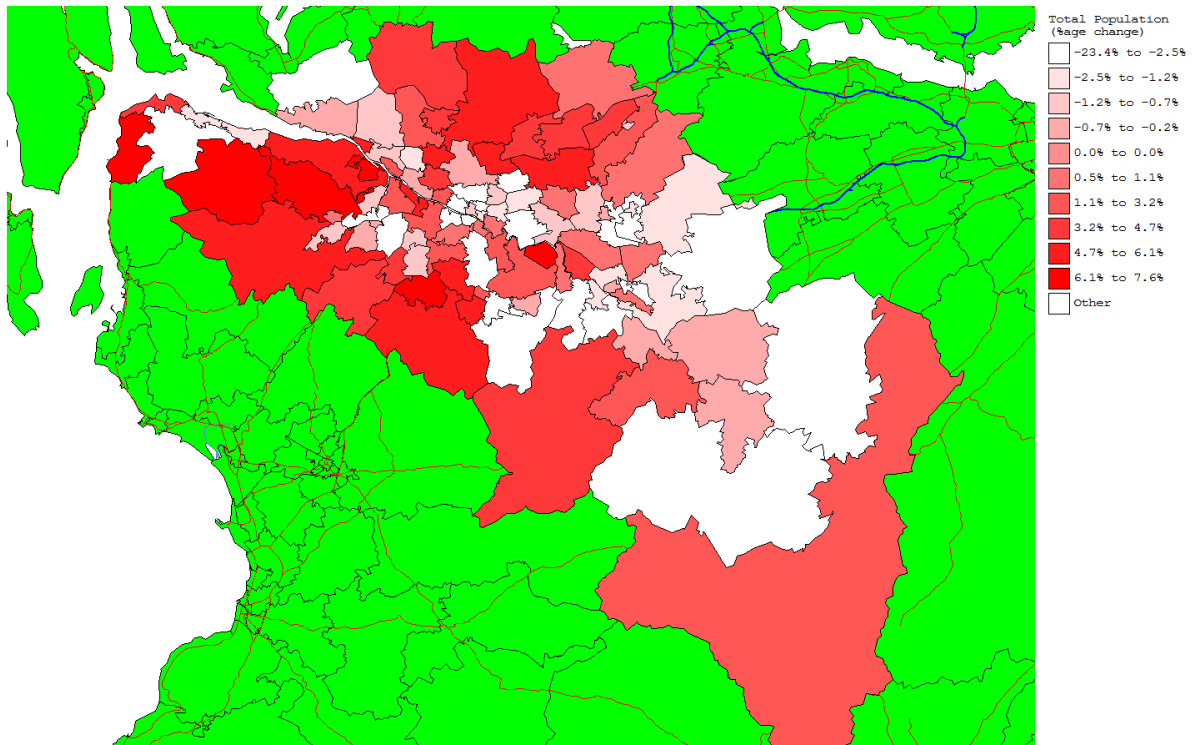 Total Population
(%age change)
-23.4% to -2.5%
-2.5% to -1.2%
-1.2% to -0.7%
-0.7% to -0.2%
0.0% to 0.0%
0.5% to 1.1%
1.1% to 3.2%
3.2% to 4.7%
4.7% to 6.1%
6.1% to 7.6%
Other